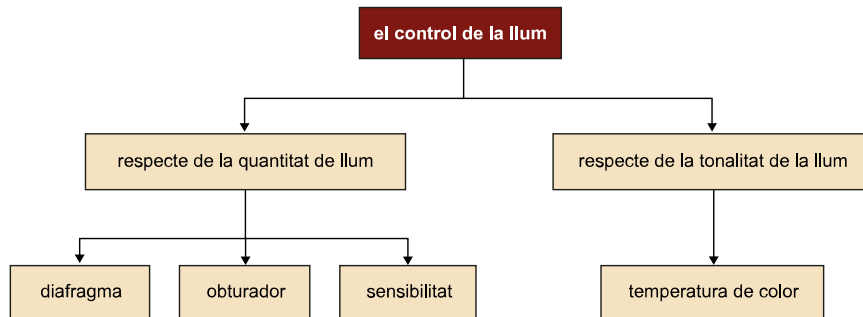 el control de la llum
respecte de la quantitat de llum
respecte de la tonalitat de la llum
diafragma
obturador
sensibilitat
temperatura de color